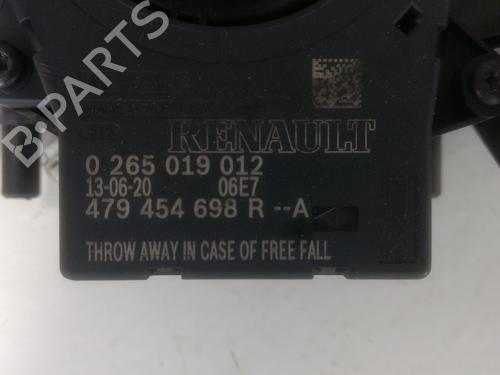 RENAULT
0 265 019 012
13-06-20 06E7
479 454 698 R --A
THROW AWAY IN CASE OF FREE FALL